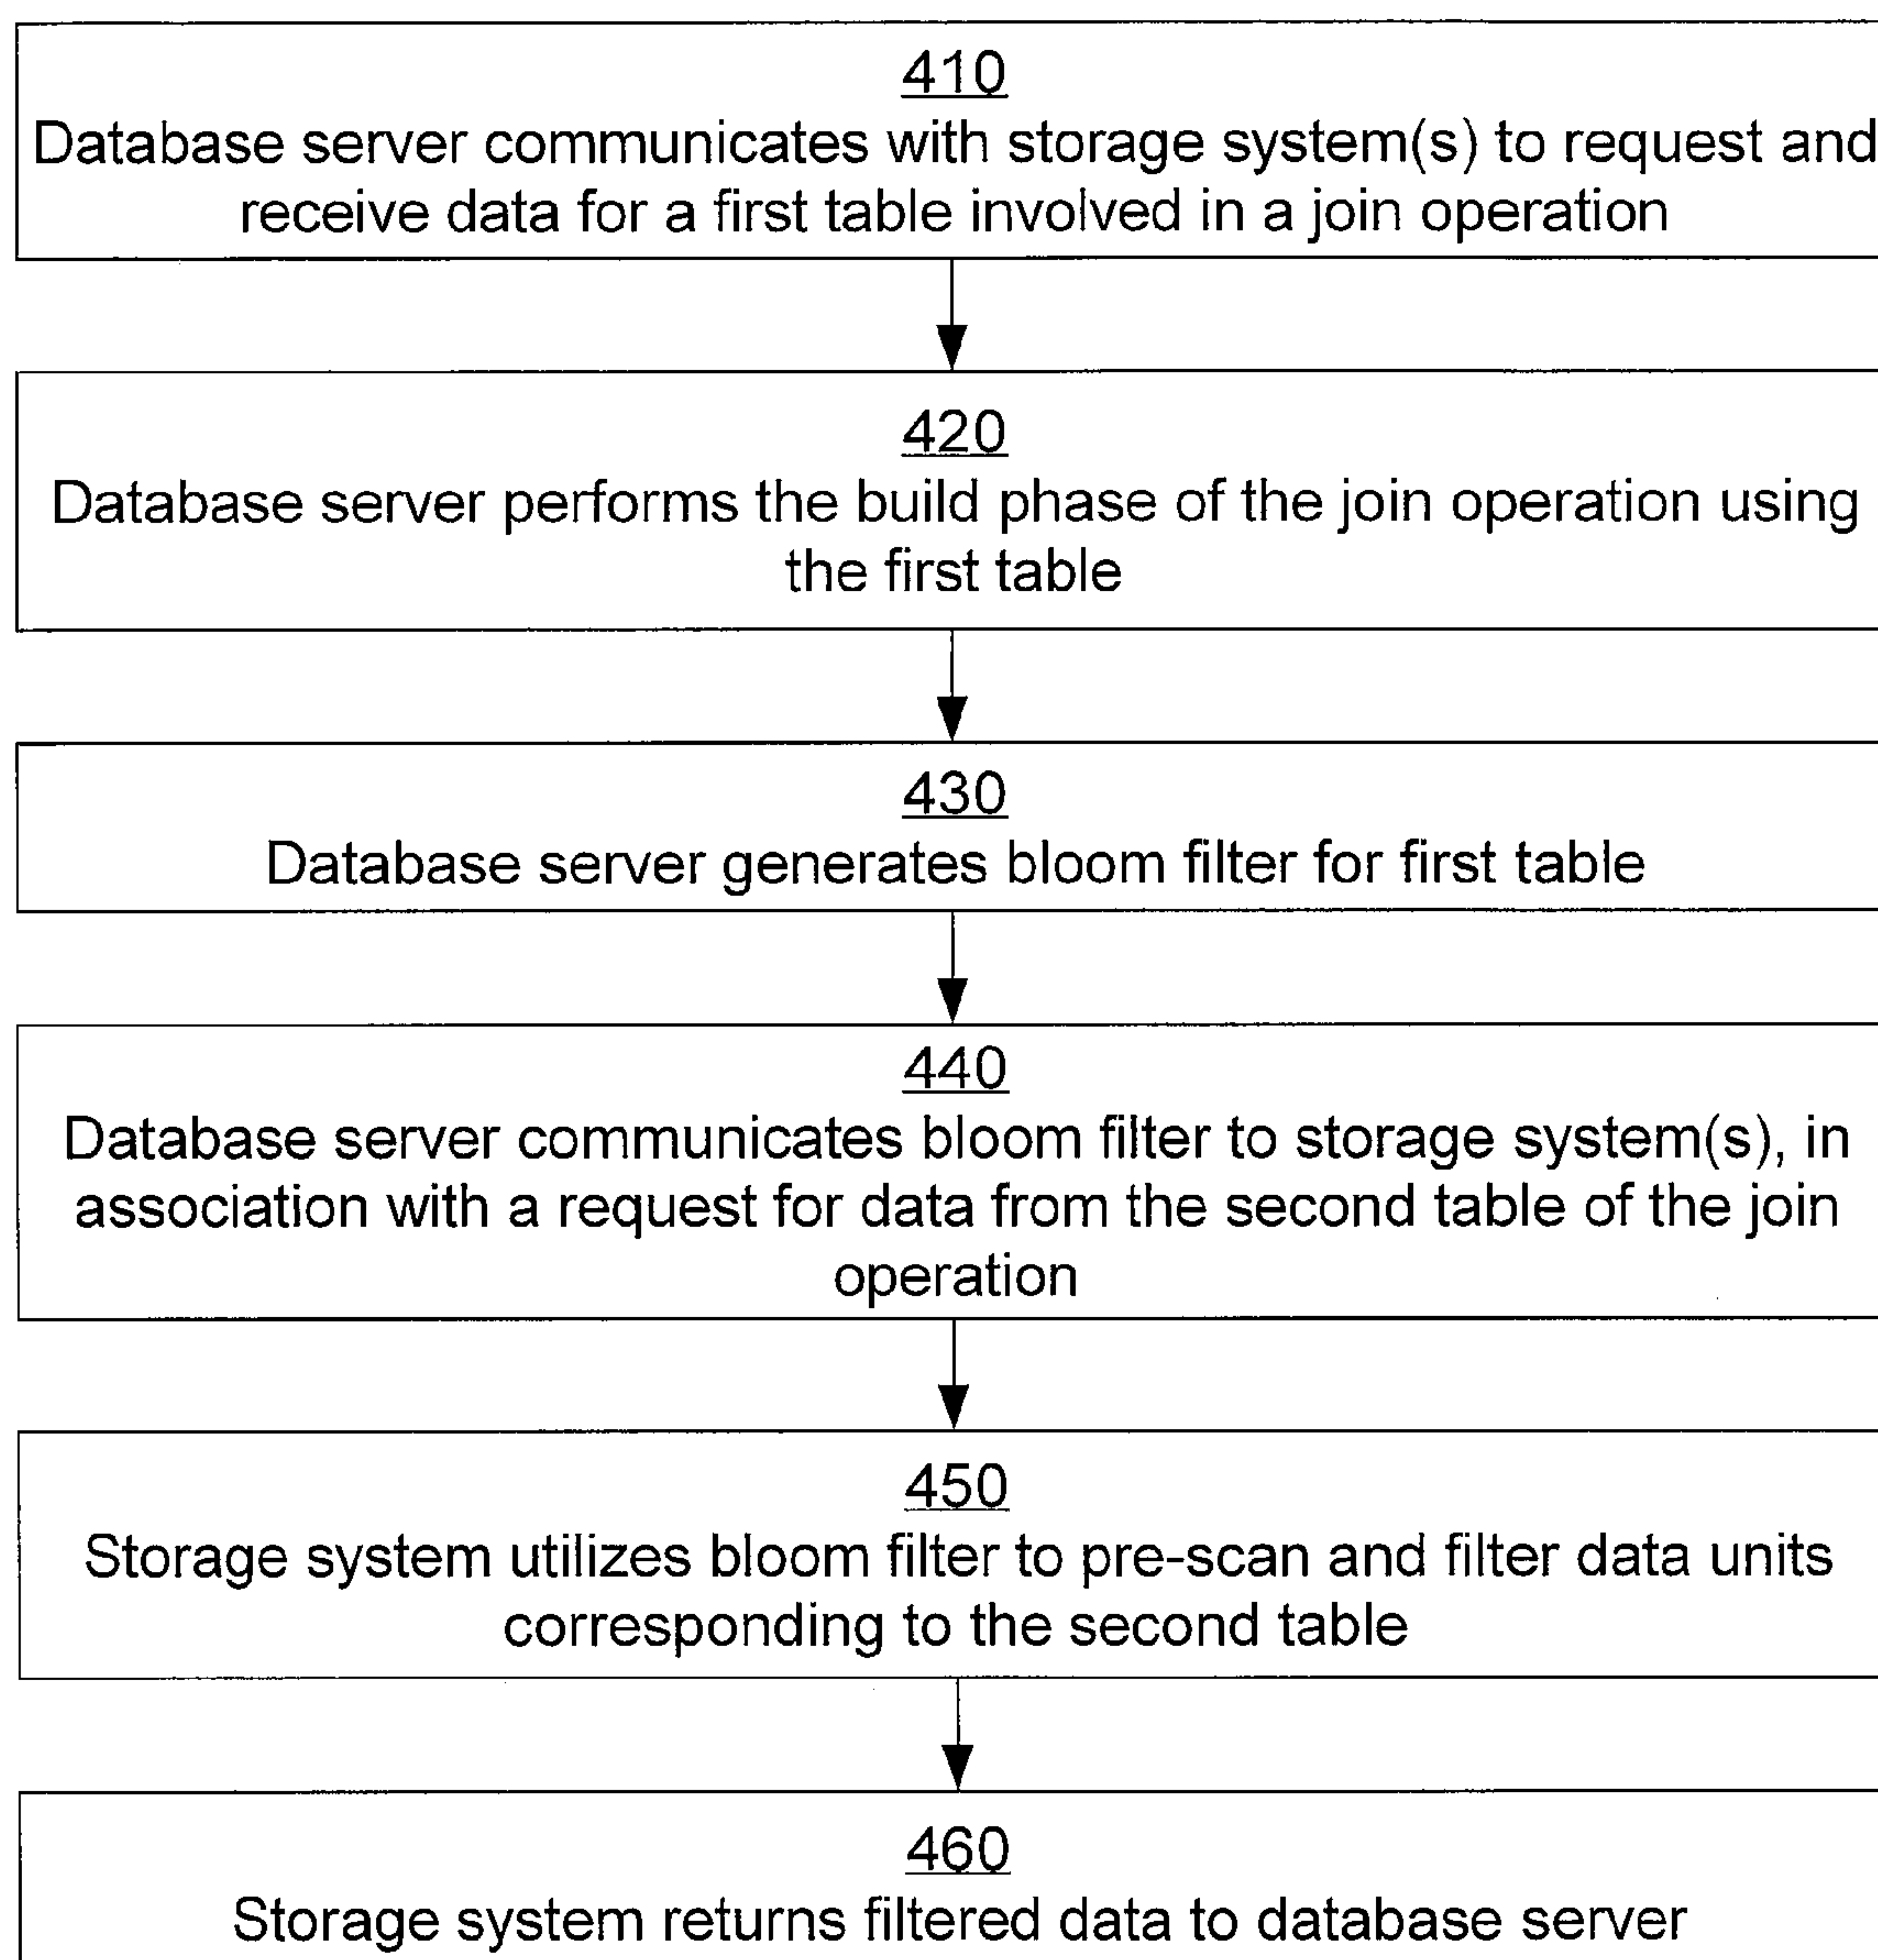 410
Database server communicates with storage system(s) to request and
receive data for a first table involved in a join operation
420
Database server performs the build phase of the join operation using
the first table
430
Database server generates bloom filter for first table
440
Database server communicates bloom filter to storage system(s), in
association with a request for data from the second table of the join
operation
450
Storage system utilizes bloom filter to pre-scan and filter data units
corresponding to the second table
460
Storage system returns filtered data to database server